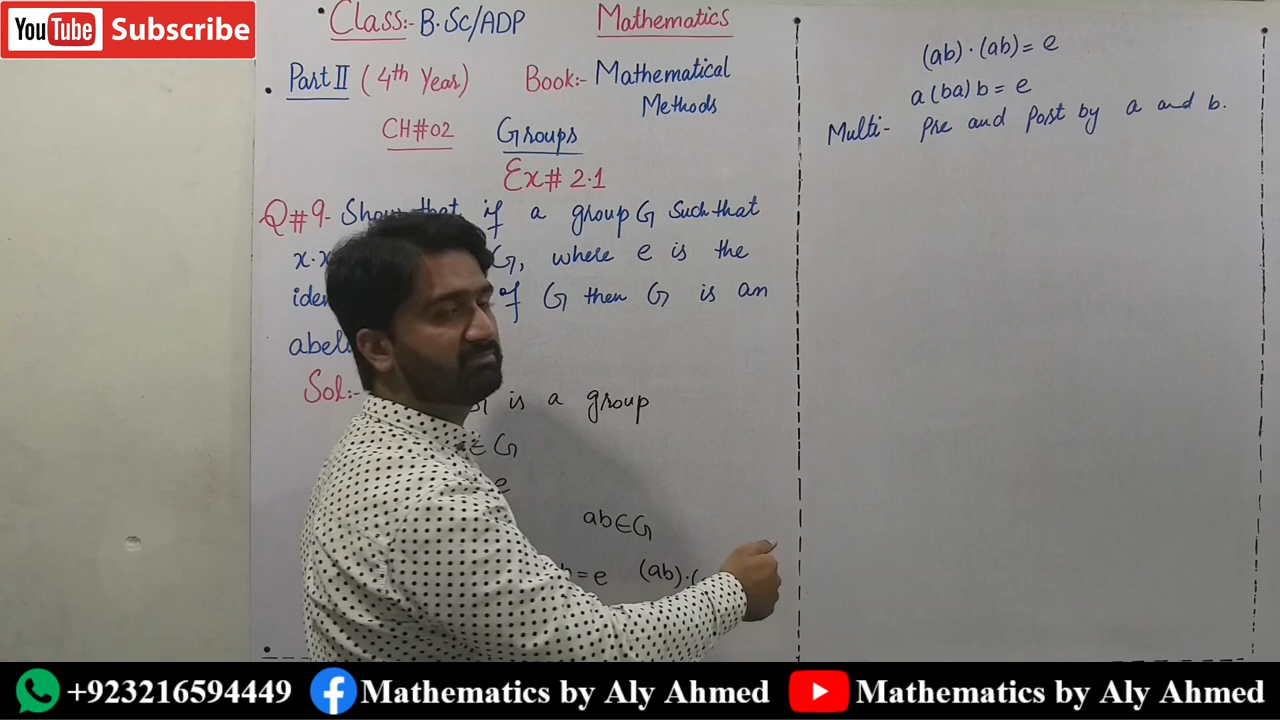 YouTube Subscribe
Class:- B.Sc/ADP Mathematics
Part II (4th Year) Book:- Mathematical Methods
CH#02 Groups
Ex# 2.1
Q#9- Show that if a group G Such that
x.x G, where e is the
of G then G is an
Sol:-
is a group
∈ G
e
ab∈G
= e (ab).(
(ab).(ab) = e
a(ba)b = e
Multi- Pre and Post by a and b.
+923216594449 Mathematics by Aly Ahmed Mathematics by Aly Ahmed